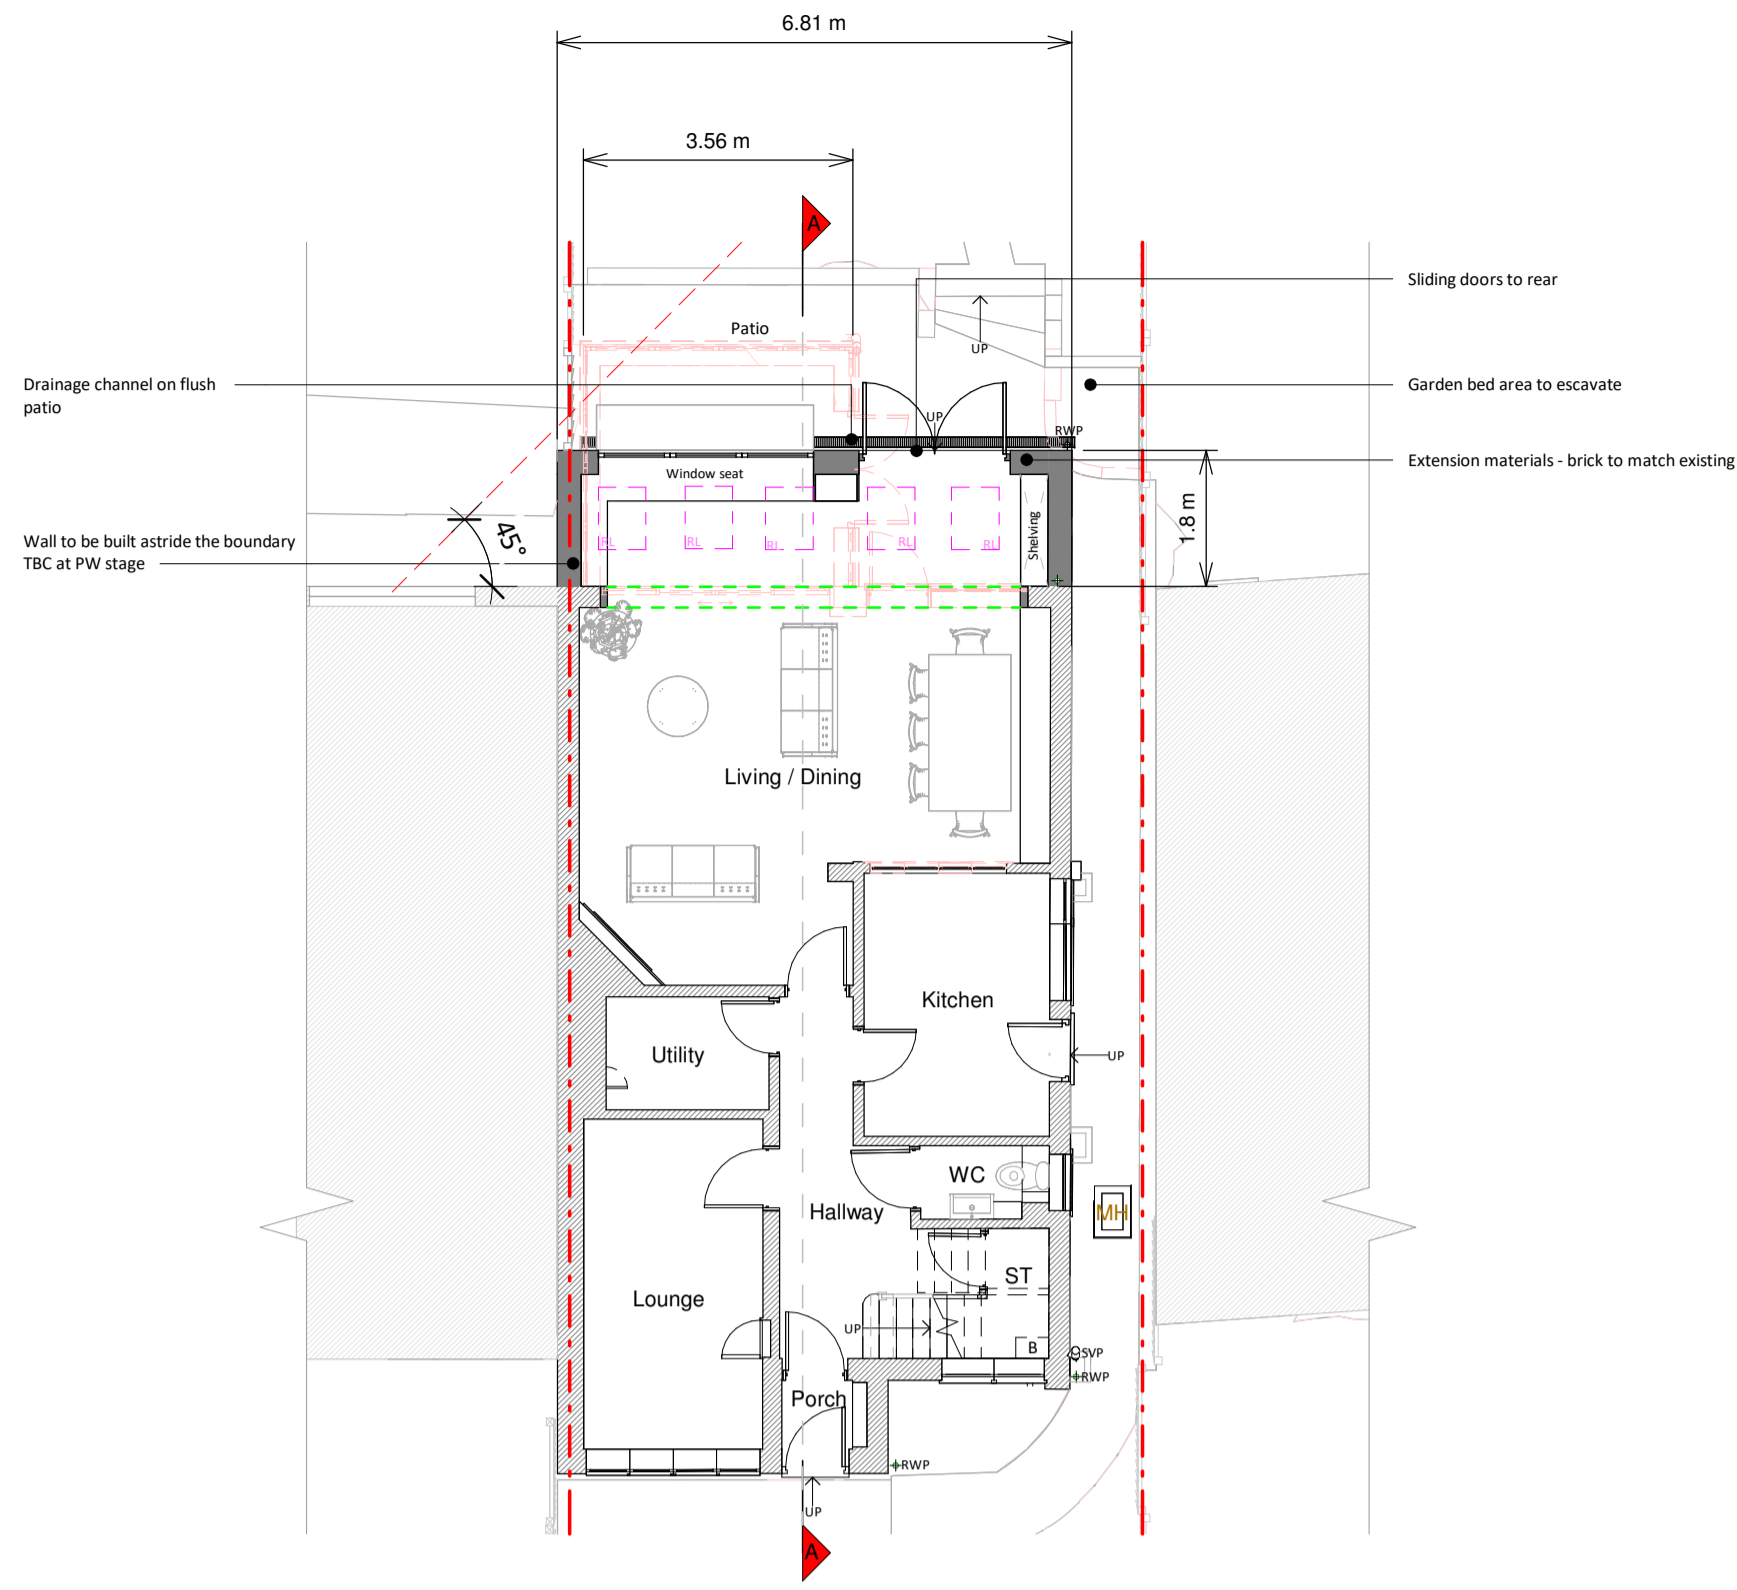 6.81 m
3.56 m
A
Sliding doors to rear
Patio
UP
Drainage channel on flush
patio
Garden bed area to escavate
UP
RWP
Extension materials - brick to match existing
Window seat
RL
RL
RL
RL
RL
Shelving
1.8 m
45°
Wall to be built astride the boundary
TBC at PW stage
Living / Dining
Kitchen
Utility
UP
WC
Hallway
MH
ST
Lounge
UP
B
SVP
RWP
Porch
RWP
UP
A